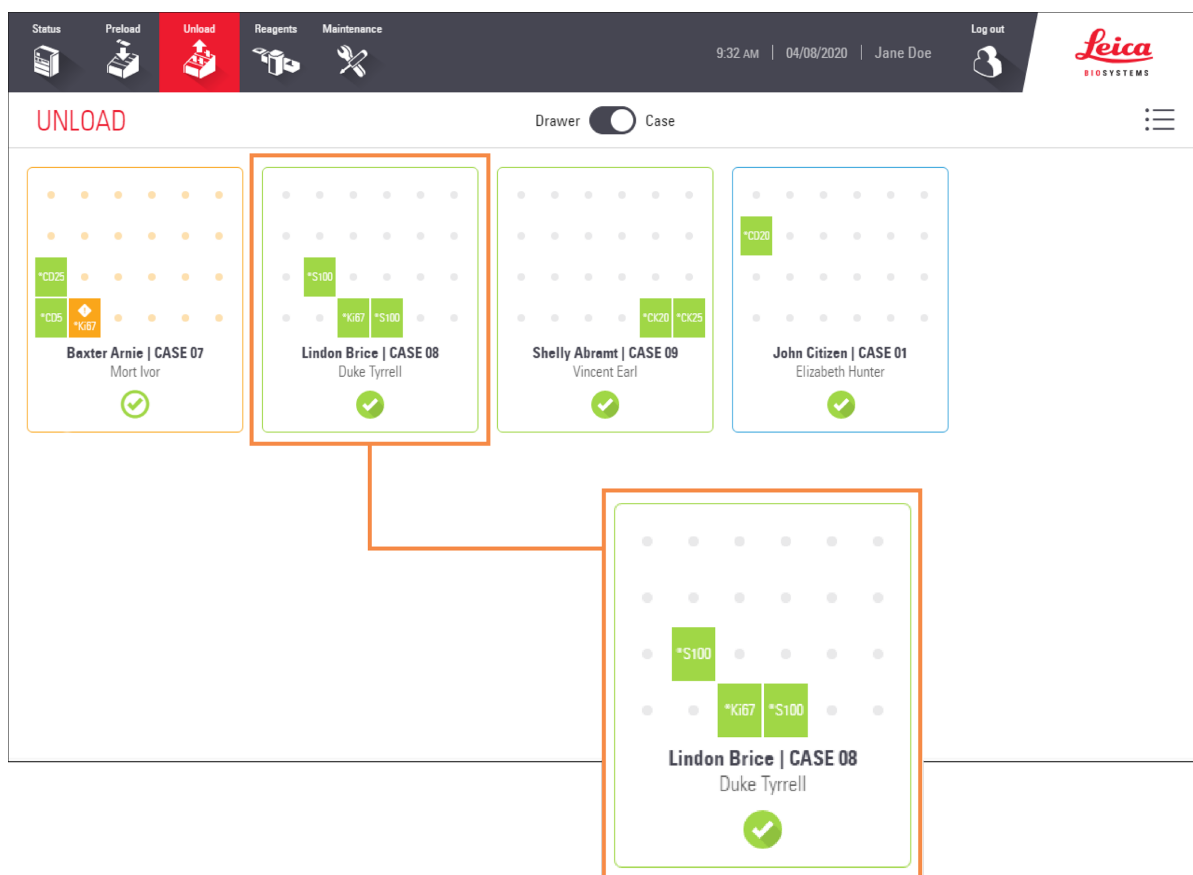 Status Preload Unload Reagents Maintenance Log out
9:32 AM | 04/08/2020 | Jane Doe
Leica
BIOSYSTEMS
UNLOAD
Drawer Case
*CD25
*CD5 *Ki67
Baxter Arnie | CASE 07
Mort Ivor
*S100
*Ki67 *S100
Lindon Brice | CASE 08
Duke Tyrrell
*CK20 *CK25
Shelly Abramt | CASE 09
Vincent Earl
*CD20
John Citizen | CASE 01
Elizabeth Hunter
*S100
*Ki67 *S100
Lindon Brice | CASE 08
Duke Tyrrell